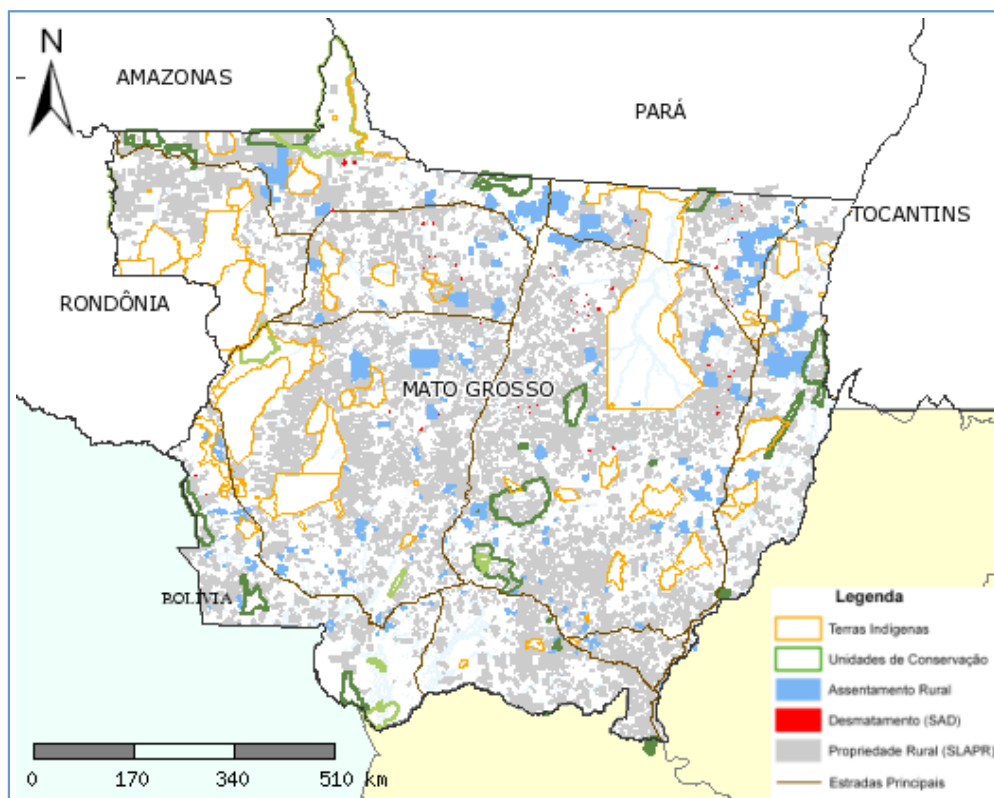 N
AMAZONAS
PARÁ
TOCANTINS
RONDÔNIA
MATO GROSSO
BOLÍVIA
Legenda
Terras Indígenas
Unidades de Conservação
Assentamento Rural
Desmatamento (SAD)
Propriedade Rural (SLAPR)
Estradas Principais
0 170 340 510 km